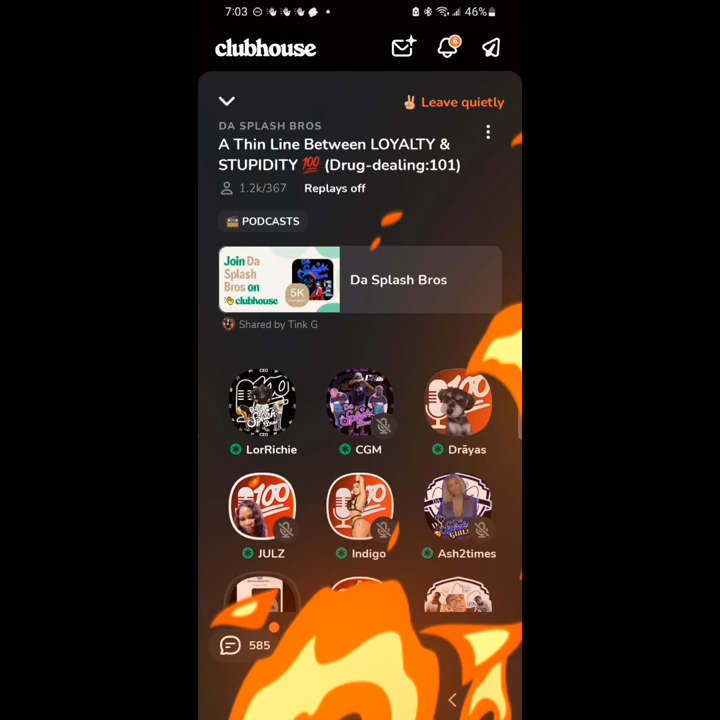 7:03
46%
clubhouse
6
✌🏼 Leave quietly
DA SPLASH BROS
A Thin Line Between LOYALTY &
STUPIDITY 💯 (Drug-dealing:101)
1.2k/367 Replays off
🎬 PODCASTS
Join Da
Splash
Bros on
👋 clubhouse
5K
Da Splash Bros
Shared by Tink G
LorRichie
CGM
Drãyas
JULZ
Indigo
Ash2times
585